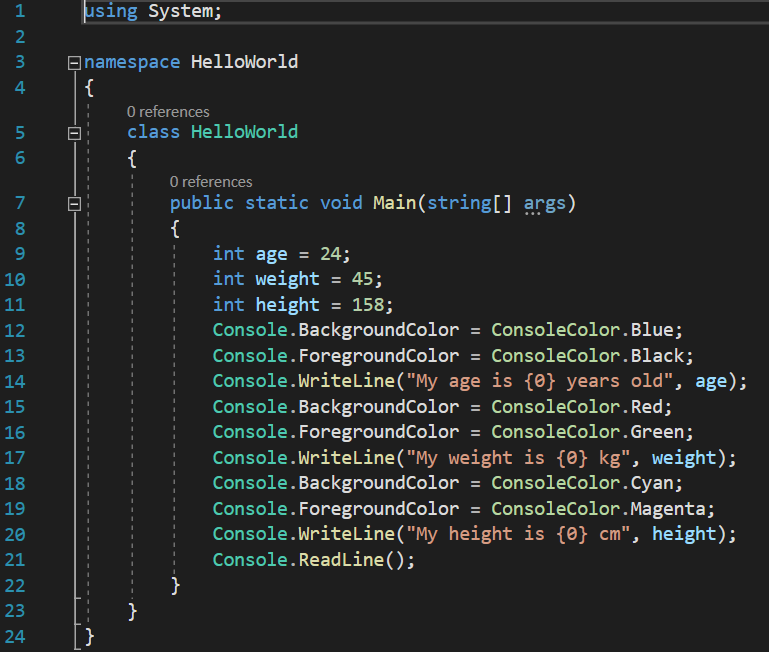 1 using System;
2
3 namespace HelloWorld
4 {
0 references
5 class HelloWorld
6 {
0 references
7 public static void Main(string[] args)
8 {
9 int age = 24;
10 int weight = 45;
11 int height = 158;
12 Console.BackgroundColor = ConsoleColor.Blue;
13 Console.ForegroundColor = ConsoleColor.Black;
14 Console.WriteLine("My age is {0} years old", age);
15 Console.BackgroundColor = ConsoleColor.Red;
16 Console.ForegroundColor = ConsoleColor.Green;
17 Console.WriteLine("My weight is {0} kg", weight);
18 Console.BackgroundColor = ConsoleColor.Cyan;
19 Console.ForegroundColor = ConsoleColor.Magenta;
20 Console.WriteLine("My height is {0} cm", height);
21 Console.ReadLine();
22 }
23 }
24 }